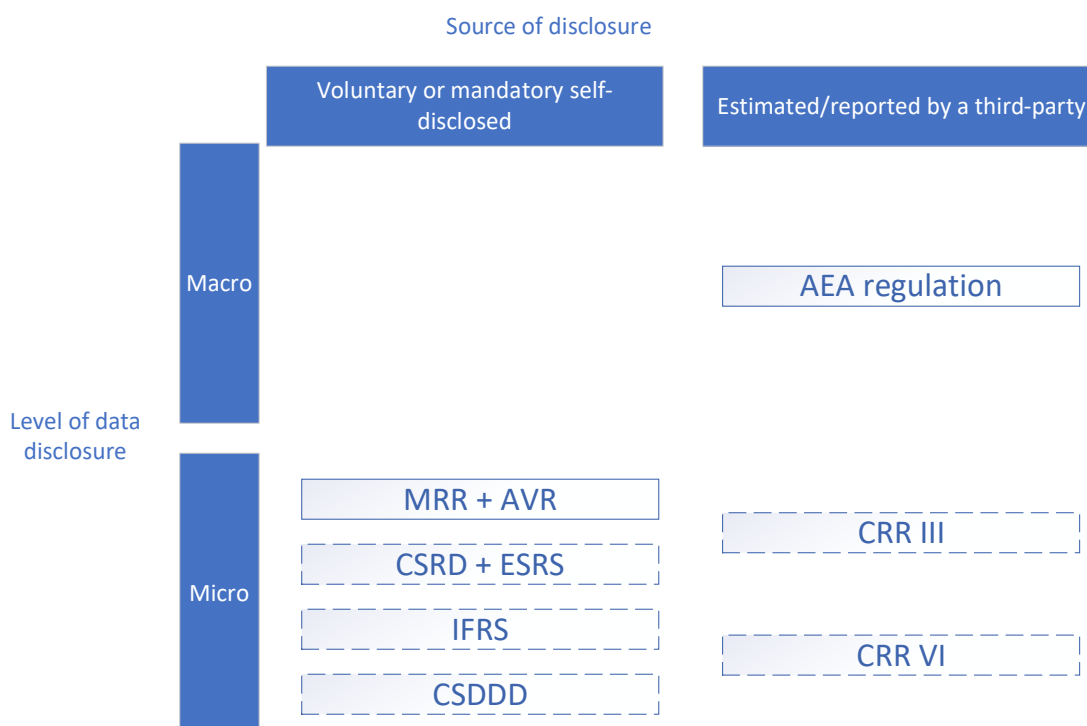 Source of disclosure
Voluntary or mandatory self-
disclosed
Estimated/reported by a third-party
Macro
AEA regulation
Level of data
disclosure
Micro
MRR + AVR
CSRD + ESRS
IFRS
CSDDD
CRR III
CRR VI